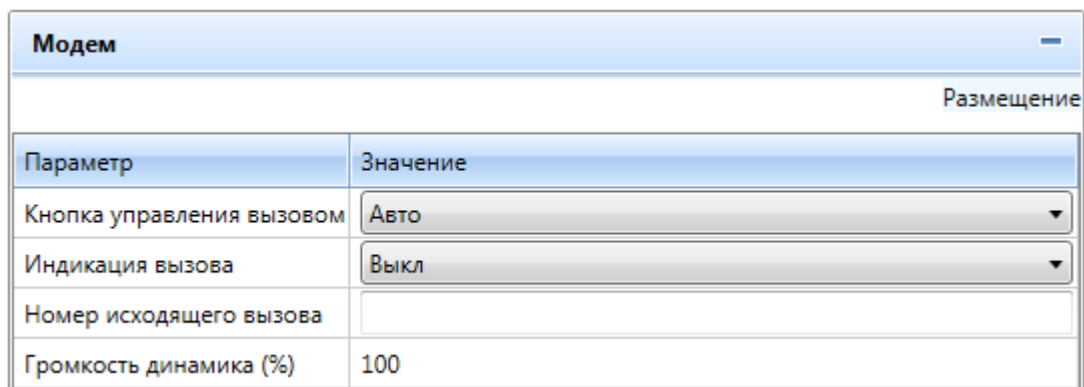 Модем
Размещение
Параметр Значение
Кнопка управления вызовом Авто
Индикация вызова Выкл
Номер исходящего вызова
Громкость динамика (%) 100